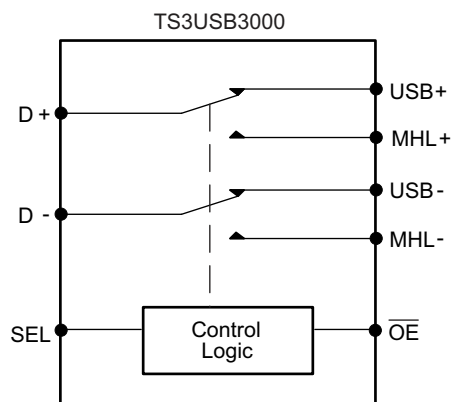 TS3USB3000
USB+
D+
MHL+
USB-
D-
MHL-
SEL
Control
Logic
OE